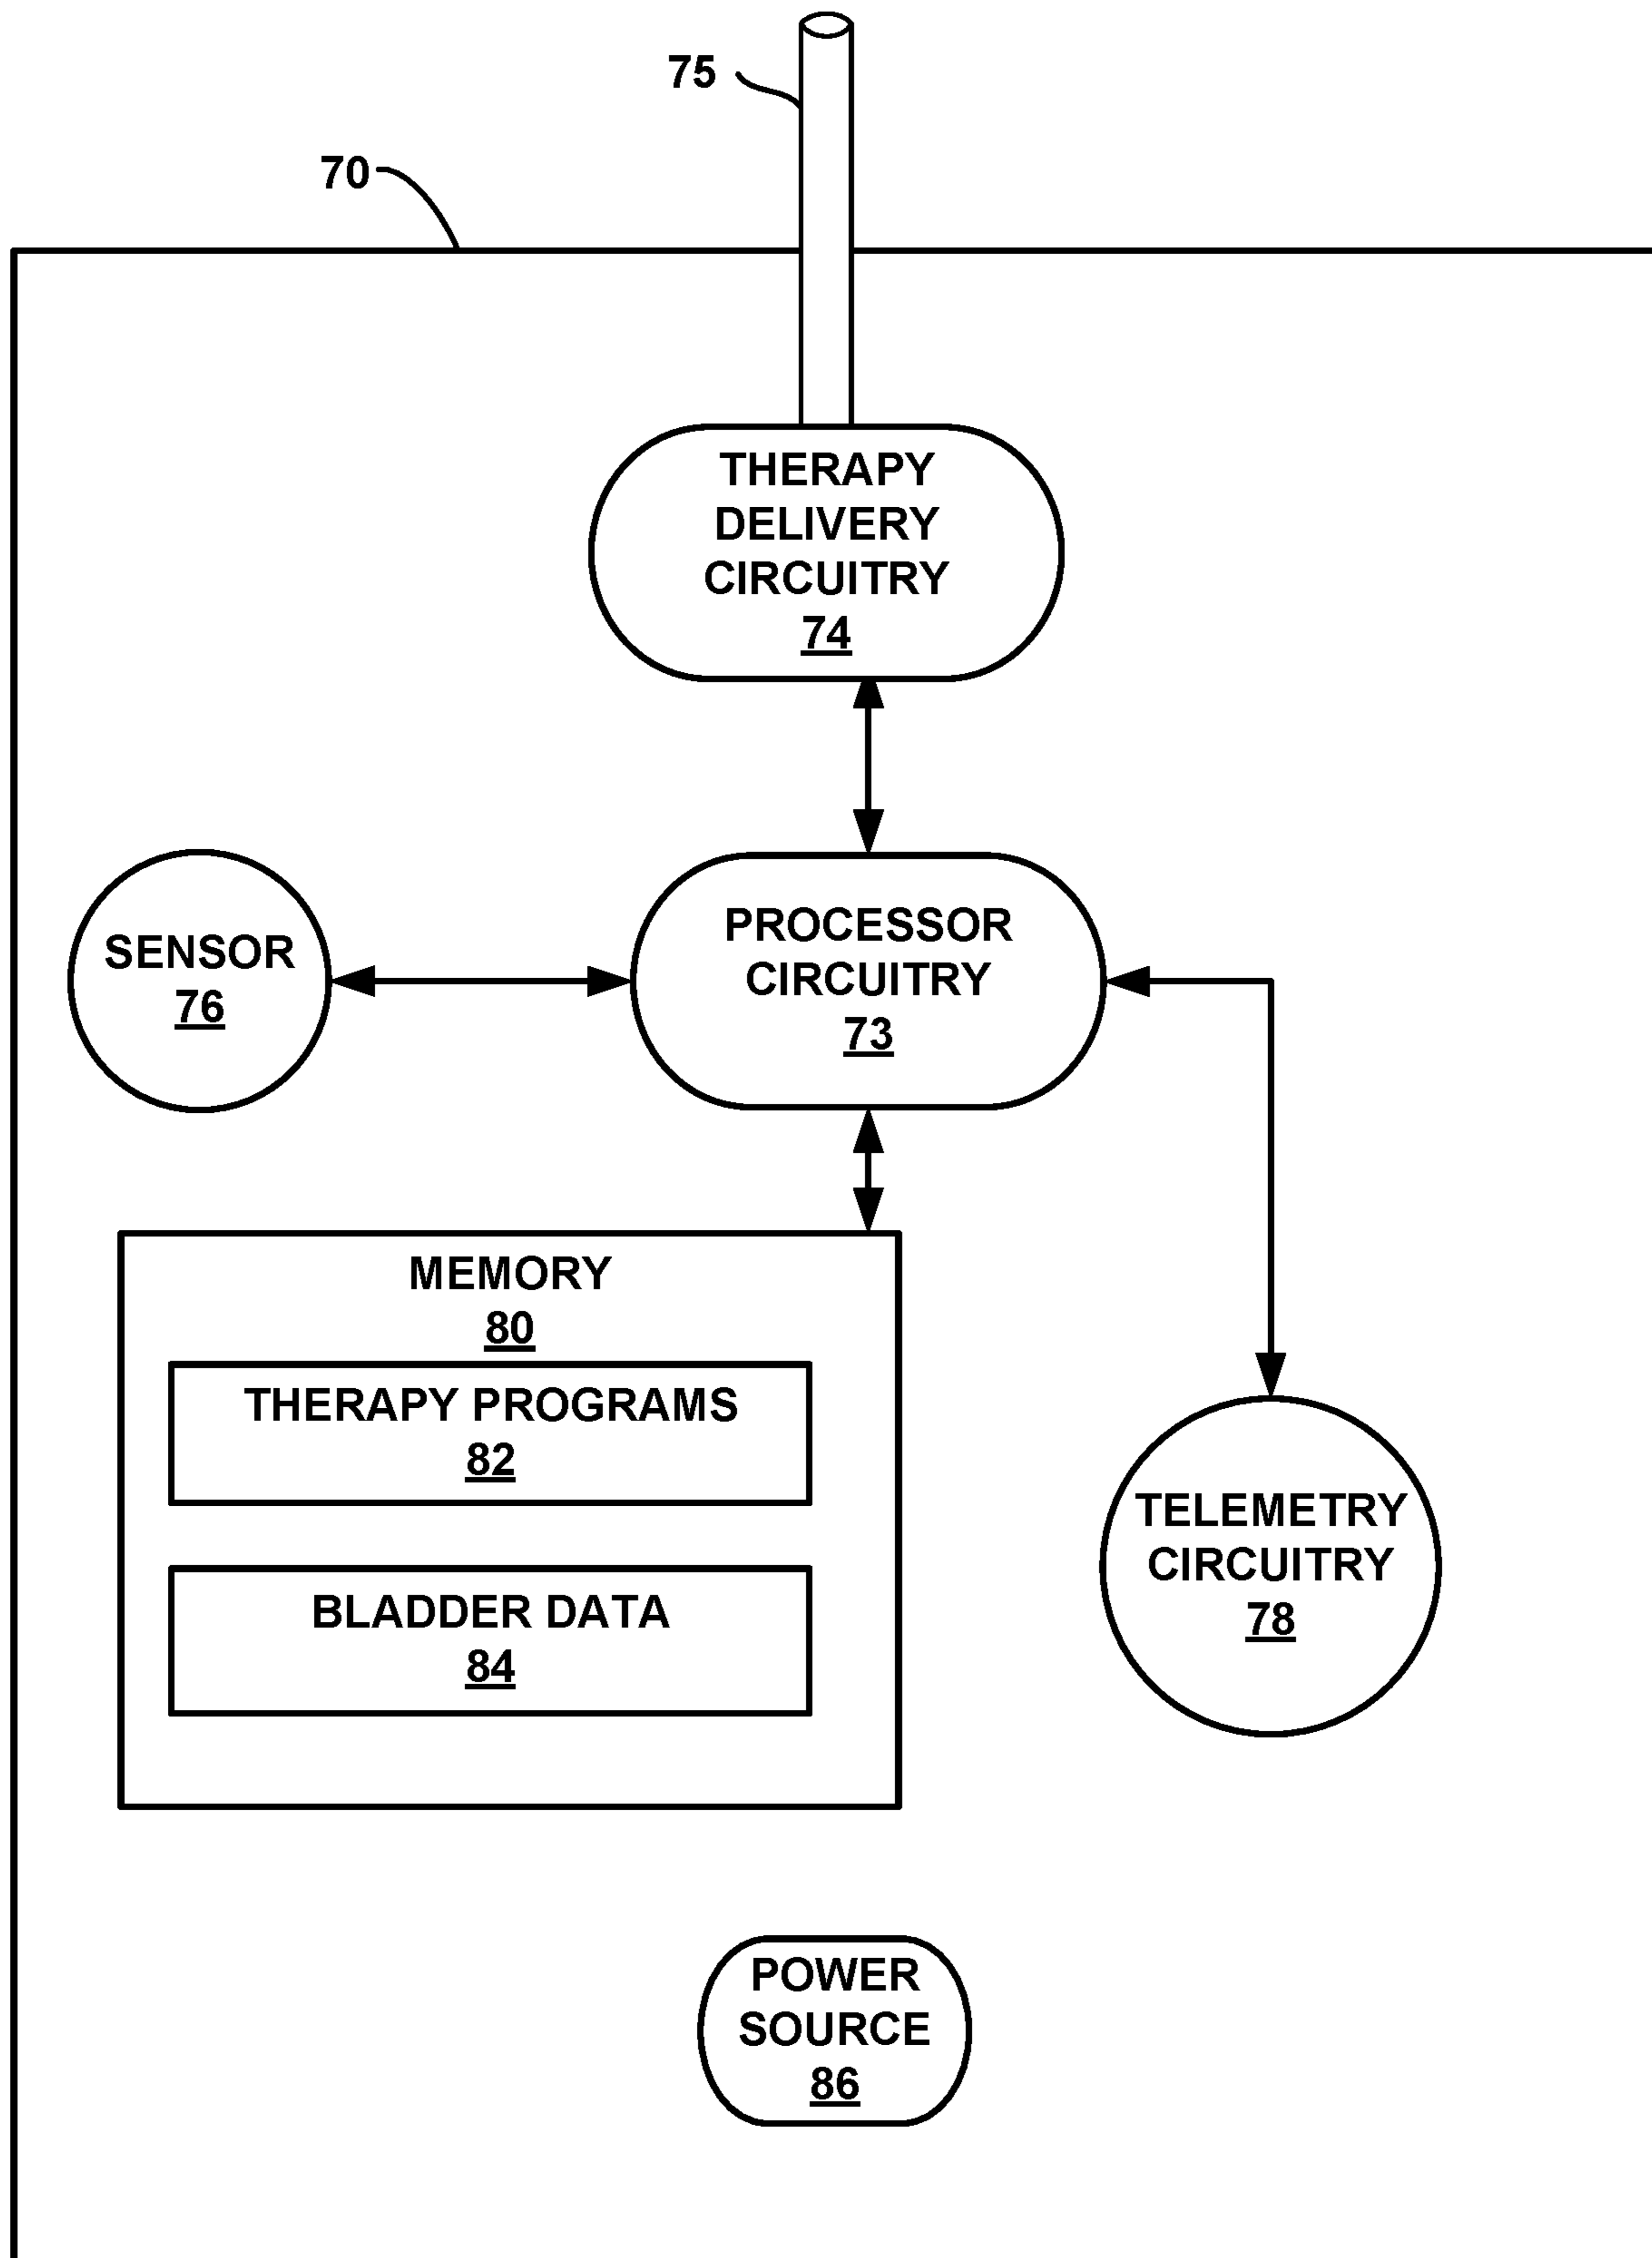 75
70
THERAPY
DELIVERY
CIRCUITRY
74
SENSOR
76
PROCESSOR
CIRCUITRY
73
MEMORY
80
THERAPY PROGRAMS
82
BLADDER DATA
84
TELEMETRY
CIRCUITRY
78
POWER
SOURCE
86